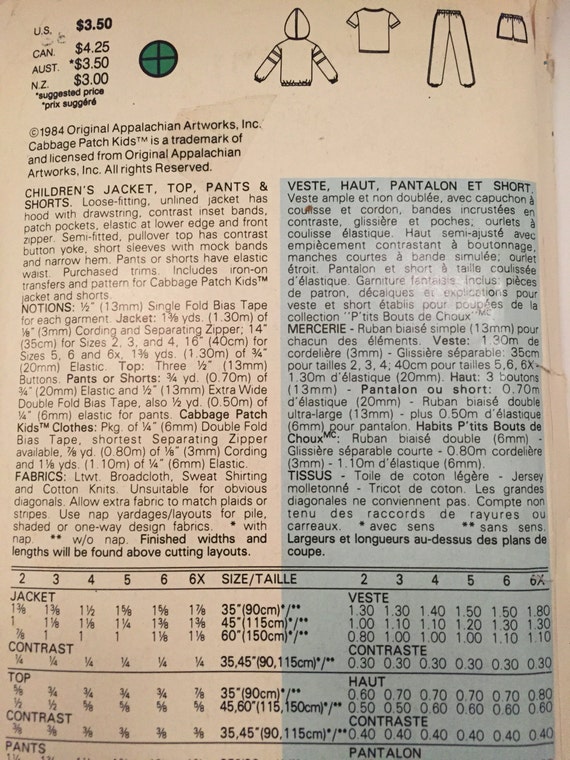 U.S. $3.50
CAN. $4.25
AUST. *$3.50
N.Z. $3.00
*suggested price
*prix suggéré
©1984 Original Appalachian Artworks, Inc.
Cabbage Patch Kids™ is a trademark of
and licensed from Original Appalachian
Artworks, Inc. All rights Reserved.
CHILDREN'S JACKET, TOP, PANTS &
SHORTS. Loose-fitting, unlined jacket has
hood with drawstring, contrast inset bands,
patch pockets, elastic at lower edge and front
zipper. Semi-fitted, pullover top has contrast
button yoke, short sleeves with mock bands
and narrow hem. Pants or shorts have elastic
waist. Purchased trims. Includes iron-on
transfers and pattern for Cabbage Patch Kids™
jacket and shorts.
NOTIONS: ½" (13mm) Single Fold Bias Tape
for each garment. Jacket: 1⅜ yds. (1.30m) of
⅛" (3mm) Cording and Separating Zipper; 14"
(35cm) for Sizes 2, 3, and 4, 16" (40cm) for
Sizes 5, 6 and 6x, 1⅜ yds. (1.30m) of ¾"
(20mm) Elastic. Top: Three ½" (13mm)
Buttons. Pants or Shorts: ¾ yd. (0.70m) of
¾" (20mm) Elastic and ½" (13mm) Extra Wide
Double Fold Bias Tape, also ½ yd. (0.50m) of
¼" (6mm) elastic for pants. Cabbage Patch
Kids™ Clothes: Pkg. of ¼" (6mm) Double Fold
Bias Tape, shortest Separating Zipper
available, ⅞ yd. (0.80m) of ⅛" (3mm) Cording
and 1⅛ yds. (1.10m) of ¼" (6mm) Elastic.
FABRICS: Ltwt. Broadcloth, Sweat Shirting
and Cotton Knits. Unsuitable for obvious
diagonals. Allow extra fabric to match plaids or
stripes. Use nap yardages/layouts for pile,
shaded or one-way design fabrics. * with
nap. ** w/o nap. Finished widths and
lengths will be found above cutting layouts.
VESTE, HAUT, PANTALON ET SHORT.
Veste ample et non doublée, avec capuchon à
coulisse et cordon, bandes incrustées en
contraste, glissière et poches; ourlets à
coulisse élastique. Haut semi-ajusté avec
empiècement contrastant à boutonnage,
manches courtes à bande simulée; ourlet
étroit. Pantalon et short à taille coulissée
d'élastique. Garniture fantaisie. Inclus: pièces
de patron, décalques et explications pour
veste et short établis pour poupées de la
collection "P'tits Bouts de Choux"MC
MERCERIE - Ruban biaisé simple (13mm) pour
chacun des éléments. Veste: 1.30m de
cordelière (3mm) - Glissière séparable: 35cm
pour tailles 2, 3, 4; 40cm pour tailles 5, 6, 6X-
1.30m d'élastique (20mm). Haut: 3 boutons
(13mm) - Pantalon ou short: 0.70m
d'élastique (20mm) - Ruban biaisé double
ultra-large (13mm) - plus 0.50m d'élastique
(6mm) pour pantalon. Habits P'tits Bouts de
ChouxMC: Ruban biaisé double (6mm) -
Glissière séparable courte - 0.80m cordelière
(3mm) - 1.10m d'élastique (6mm).
TISSUS - Toile de coton légère - Jersey
molletonné - Tricot de coton. Les grandes
diagonales ne conviennent pas. Compte non
tenu des raccords de rayures ou
carreaux. * avec sens ** sans sens.
Largeurs et longueurs au-dessus des plans de
coupe.
2 3 4 5 6 6X SIZE/TAILLE 2 3 4 5 6 6X
JACKET VESTE
1⅜ 1⅜ 1½ 1⅝ 1⅝ 1⅞ 35"(90cm)*/** 1.30 1.30 1.40 1.50 1.50 1.80
1 1⅛ 1⅛ 1¼ 1⅜ 1⅜ 45"(115cm)*/** 1.00 1.10 1.10 1.20 1.30 1.30
⅞ 1 1 1 1⅛ 1⅛ 60"(150cm)*/** 0.80 1.00 1.00 1.00 1.10 1.10
CONTRAST CONTRASTE
¼ ¼ ¼ ¼ ¼ ¼ 35,45"(90,115cm)*/** 0.30 0.30 0.30 0.30 0.30 0.30
TOP HAUT
⅝ ¾ ¾ ¾ ¾ ⅞ 35"(90cm)*/** 0.60 0.70 0.70 0.70 0.70 0.80
½ ½ ⅝ ⅝ ⅝ ⅝ 45,60"(115,150cm)*/** 0.50 0.50 0.60 0.60 0.60 0.60
CONTRAST CONTRASTE
⅜ ⅜ ⅜ ⅜ ⅜ ⅜ 35,45"(90,115cm)*/** 0.40 0.40 0.40 0.40 0.40 0.40
PANTS PANTALON